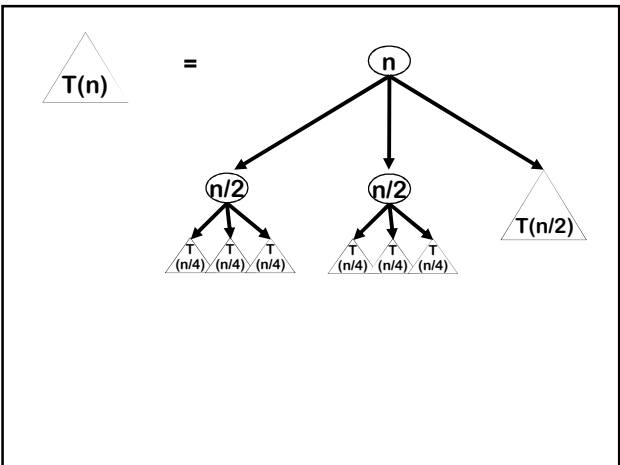 T(n) = n
n/2 n/2 T(n/2)
T T T T T T
(n/4) (n/4) (n/4) (n/4) (n/4) (n/4)